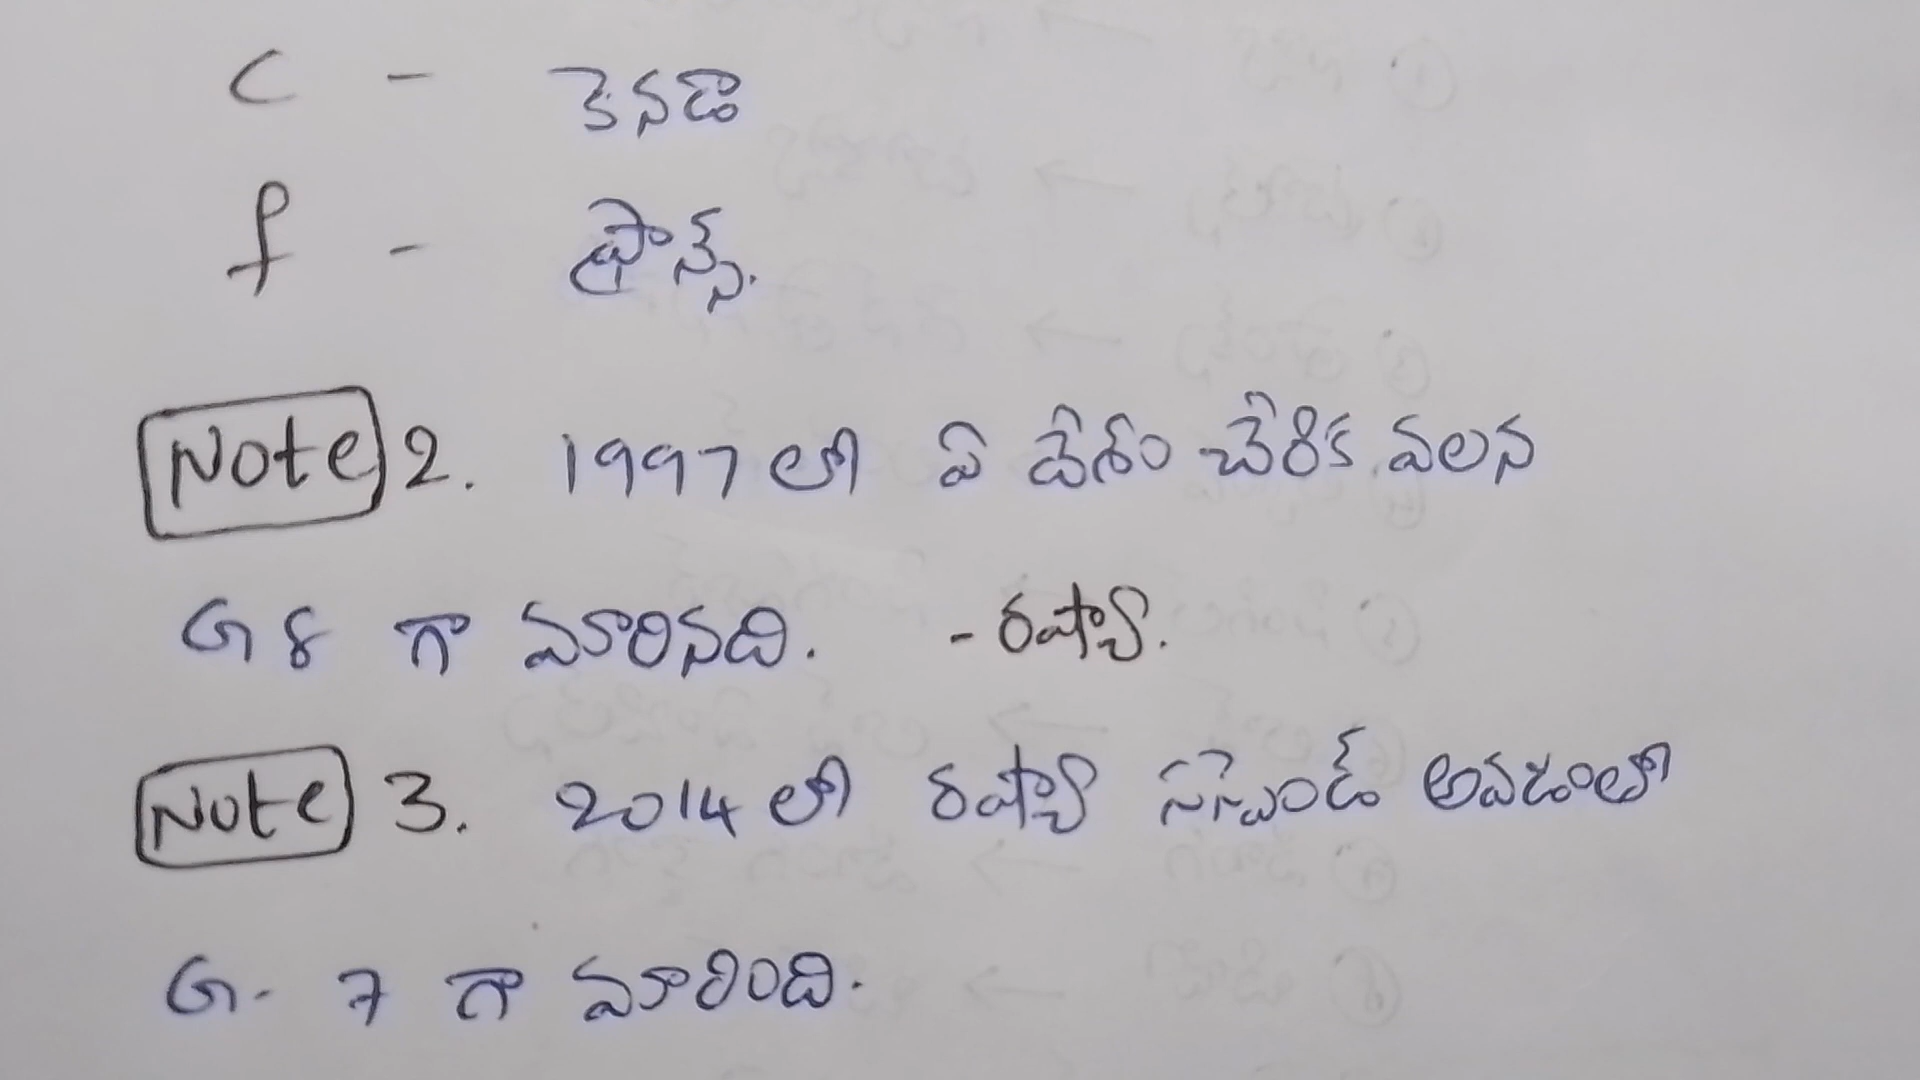 C - కెనడా
f - ఫ్రాన్స్.
Note 2. 1997 లో ఏ దేశం చేరిక వలన
G 8 గా మారినది. - రష్యా.
Note 3. 2014 లో రష్యా సస్పెండ్ అవడంతో
G- 7 గా మారింది.